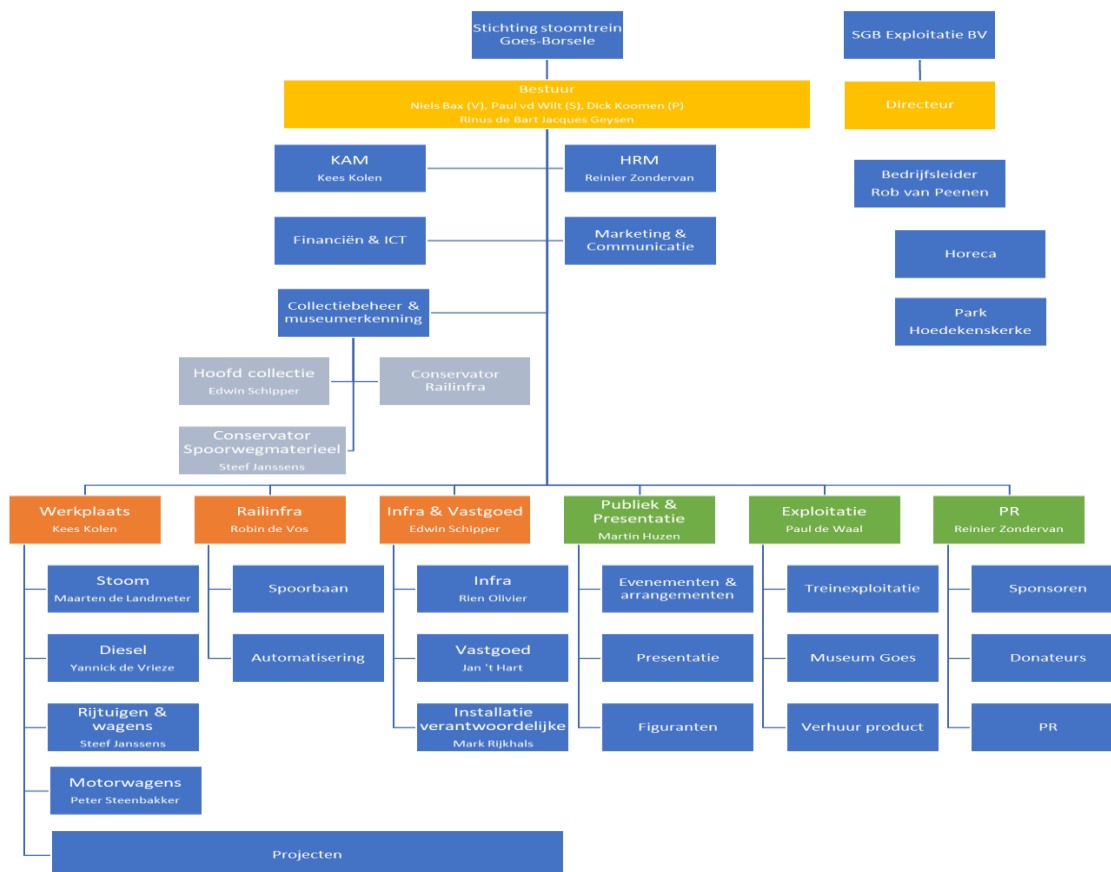 Stichting stoomtrein
Goes-Borsele
SGB Exploitatie BV
Bestuur
Niels Bax (V), Paul vd Wilt (S), Dick Koomen (P)
Rinus de Bart Jacques Geysen
Directeur
KAM
Kees Kolen
HRM
Reinier Zondervan
Bedrijfsleider
Rob van Peenen
Financiën & ICT
Marketing &
Communicatie
Horeca
Collectiebeheer &
museumerkenning
Park
Hoedekenskerke
Hoofd collectie
Edwin Schipper
Conservator
Railinfra
Conservator
Spoorwegmaterieel
Steef Janssens
Werkplaats
Kees Kolen
Railinfra
Robin de Vos
Infra & Vastgoed
Edwin Schipper
Publiek &
Presentatie
Martin Huzen
Exploitatie
Paul de Waal
PR
Reinier Zondervan
Stoom
Maarten de Landmeter
Spoorbaan
Infra
Rien Olivier
Evenementen &
arrangementen
Treinexploitatie
Sponsoren
Diesel
Yannick de Vrieze
Automatisering
Vastgoed
Jan 't Hart
Presentatie
Museum Goes
Donateurs
Rijtuigen &
wagens
Steef Janssens
Installatie
verantwoordelijke
Mark Rijkhals
Figuranten
Verhuur product
PR
Motorwagens
Peter Steenbakker
Projecten